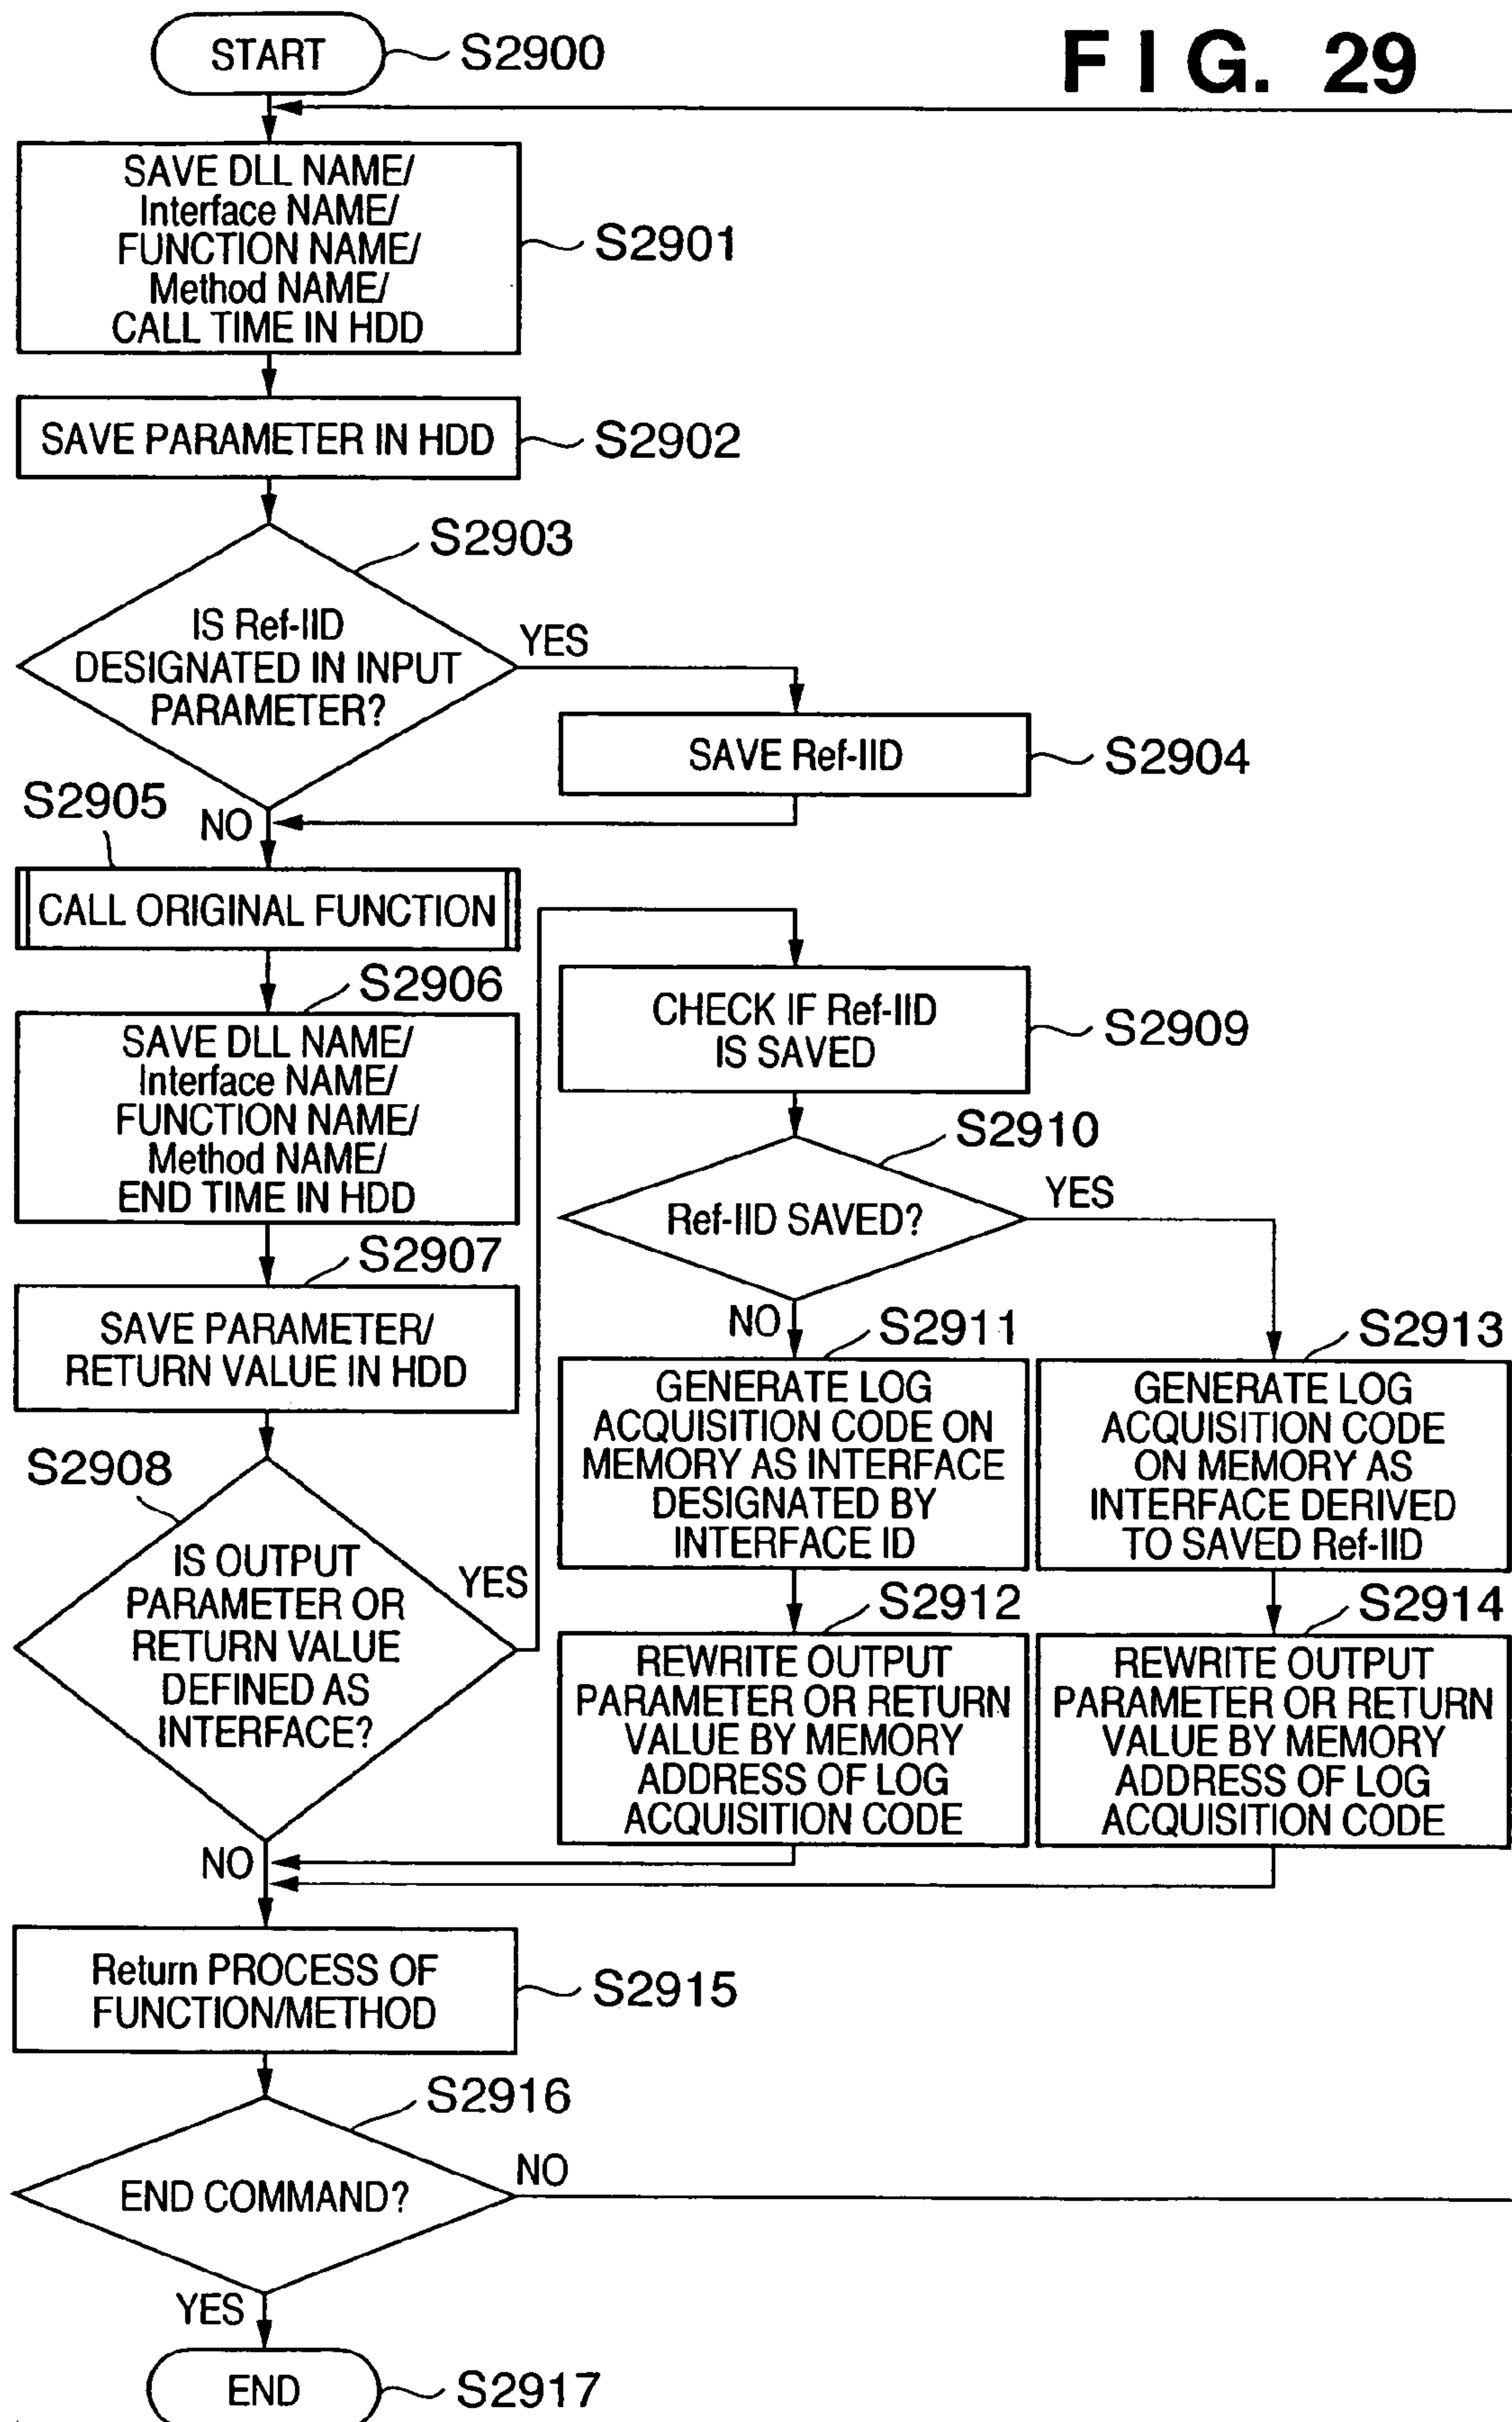 FIG. 29
START
S2900
SAVE DLL NAME/
Interface NAME/
FUNCTION NAME/
Method NAME/
CALL TIME IN HDD
S2901
SAVE PARAMETER IN HDD
S2902
S2903
IS Ref-IID
DESIGNATED IN INPUT
PARAMETER?
YES
SAVE Ref-IID
S2904
NO
S2905
CALL ORIGINAL FUNCTION
S2906
SAVE DLL NAME/
Interface NAME/
FUNCTION NAME/
Method NAME/
END TIME IN HDD
S2907
SAVE PARAMETER/
RETURN VALUE IN HDD
S2908
IS OUTPUT
PARAMETER OR
RETURN VALUE
DEFINED AS
INTERFACE?
YES
NO
CHECK IF Ref-IID
IS SAVED
S2909
S2910
Ref-IID SAVED?
YES
NO
S2911
GENERATE LOG
ACQUISITION CODE ON
MEMORY AS INTERFACE
DESIGNATED BY
INTERFACE ID
S2912
REWRITE OUTPUT
PARAMETER OR RETURN
VALUE BY MEMORY
ADDRESS OF LOG
ACQUISITION CODE
S2913
GENERATE LOG
ACQUISITION CODE
ON MEMORY AS
INTERFACE DERIVED
TO SAVED Ref-IID
S2914
REWRITE OUTPUT
PARAMETER OR RETURN
VALUE BY MEMORY
ADDRESS OF LOG
ACQUISITION CODE
Return PROCESS OF
FUNCTION/METHOD
S2915
S2916
END COMMAND?
NO
YES
END
S2917